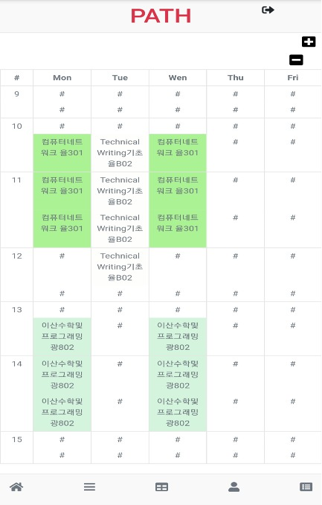 PATH
# Mon Tue Wen Thu Fri
9 # # # # #
# # # # #
10 # # # # #
컴퓨터네트 Technical 컴퓨터네트 # #
워크 율301 Writing기초 워크 율301
율B02
11 컴퓨터네트 Technical 컴퓨터네트 # #
워크 율301 Writing기초 워크 율301
율B02
컴퓨터네트 Technical 컴퓨터네트 # #
워크 율301 Writing기초 워크 율301
율B02
12 # Technical # # #
Writing기초
율B02
# # # # #
13 # # # # #
이산수학및 # 이산수학및 # #
프로그래밍 프로그래밍
광802 광802
14 이산수학및 # 이산수학및 # #
프로그래밍 프로그래밍
광802 광802
이산수학및 # 이산수학및 # #
프로그래밍 프로그래밍
광802 광802
15 # # # # #
# # # # #